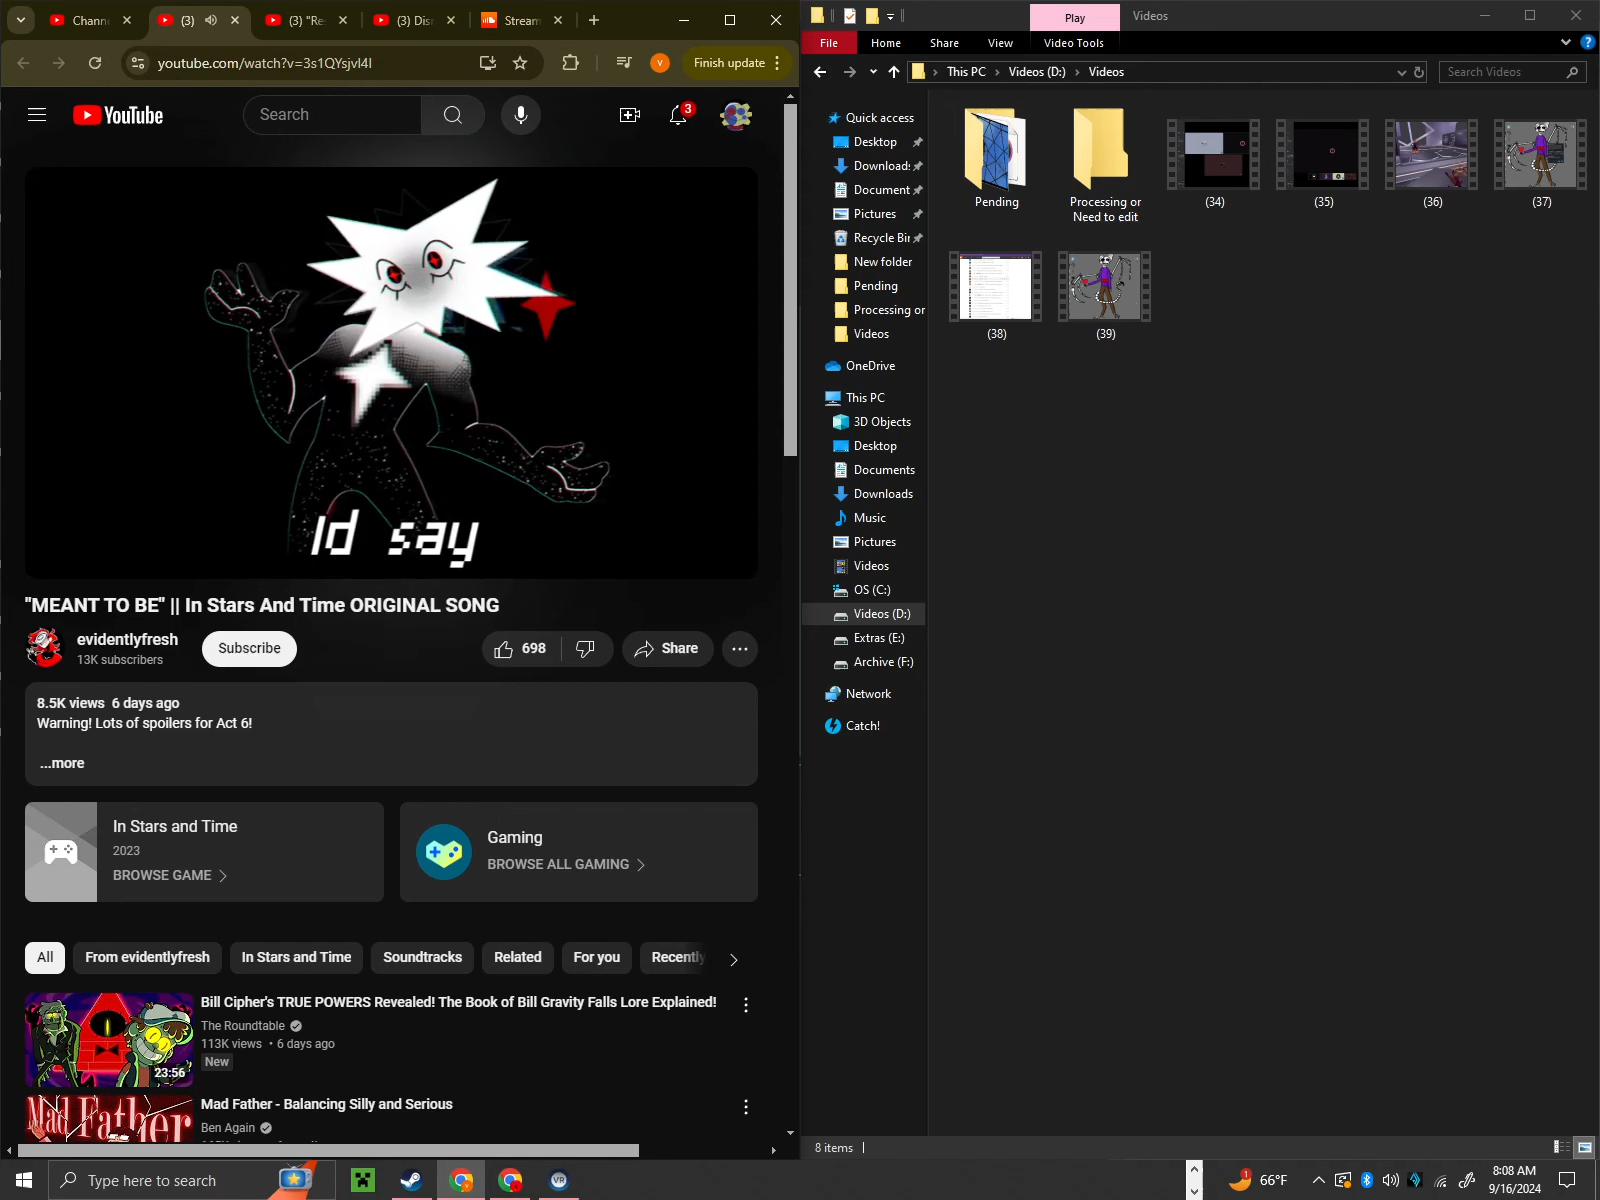 Chann
(3)
(3) "Re
(3) Dis
Stream
youtube.com/watch?v=3s1QYsjvl4I
Finish update
YouTube
Search
3
Id say
"MEANT TO BE" || In Stars And Time ORIGINAL SONG
evidentlyfresh
13K subscribers
Subscribe
698
Share
8.5K views 6 days ago
Warning! Lots of spoilers for Act 6!
...more
In Stars and Time
2023
BROWSE GAME
Gaming
BROWSE ALL GAMING
All
From evidentlyfresh
In Stars and Time
Soundtracks
Related
For you
Recently
Bill Cipher's TRUE POWERS Revealed! The Book of Bill Gravity Falls Lore Explained!
The Roundtable
113K views • 6 days ago
New
23:56
Mad Father
Mad Father - Balancing Silly and Serious
Ben Again
Play
Videos
File
Home
Share
View
Video Tools
This PC
Videos (D:)
Videos
Search Videos
Quick access
Desktop
Download
Document
Pictures
Recycle Bin
New folder
Pending
Processing or
Videos
OneDrive
This PC
3D Objects
Desktop
Documents
Downloads
Music
Pictures
Videos
OS (C:)
Videos (D:)
Extras (E:)
Archive (F:)
Network
Catch!
Pending
Processing or
Need to edit
(34)
(35)
(36)
(37)
(38)
(39)
8 items
Type here to search
VR
1
66°F
8:08 AM
9/16/2024